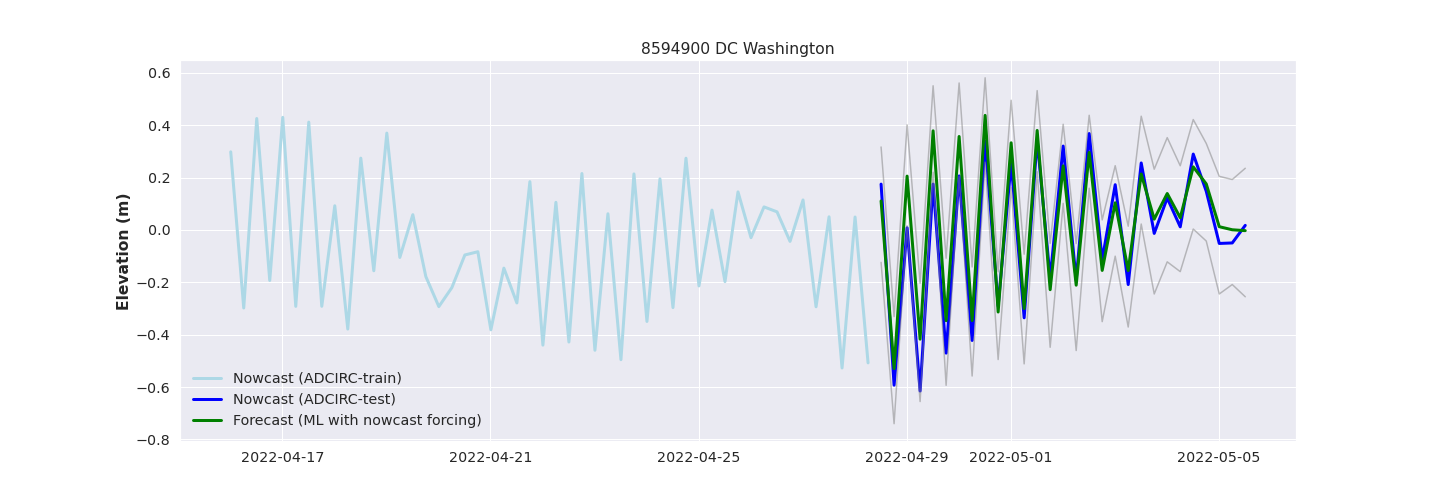 8594900 DC Washington
Elevation (m)
0.6
0.4
0.2
0.0
−0.2
−0.4
−0.6
−0.8
Nowcast (ADCIRC-train)
Nowcast (ADCIRC-test)
Forecast (ML with nowcast forcing)
2022-04-17 2022-04-21 2022-04-25 2022-04-29 2022-05-01 2022-05-05